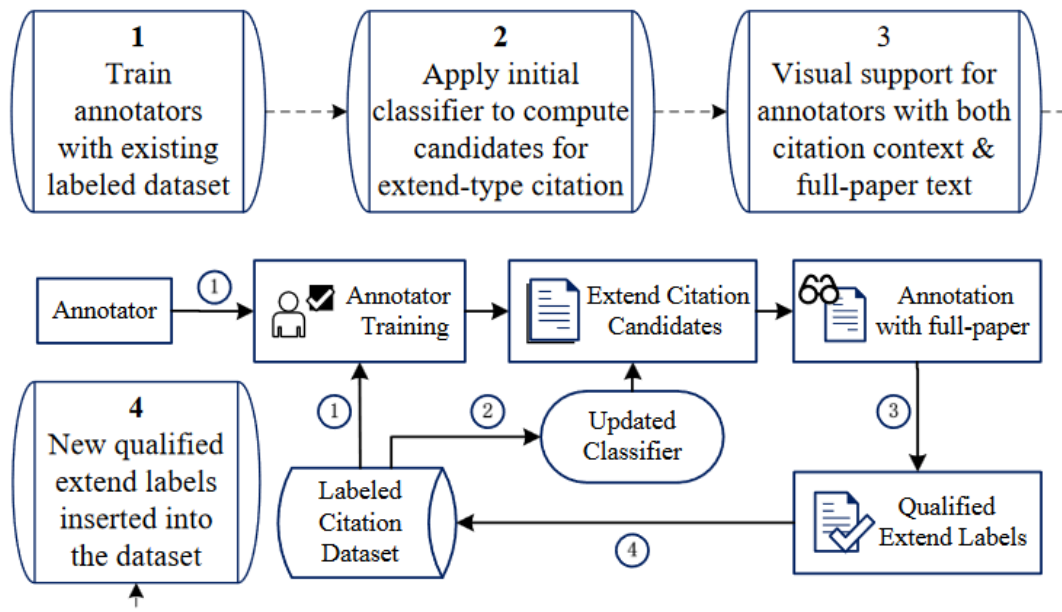 1
Train
annotators
with existing
labeled dataset
2
Apply initial
classifier to compute
candidates for
extend-type citation
3
Visual support for
annotators with both
citation context &
full-paper text
Annotator
1
Annotator
Training
Extend Citation
Candidates
Annotation
with full-paper
4
New qualified
extend labels
inserted into
the dataset
1
2
Updated
Classifier
3
Labeled
Citation
Dataset
4
Qualified
Extend Labels